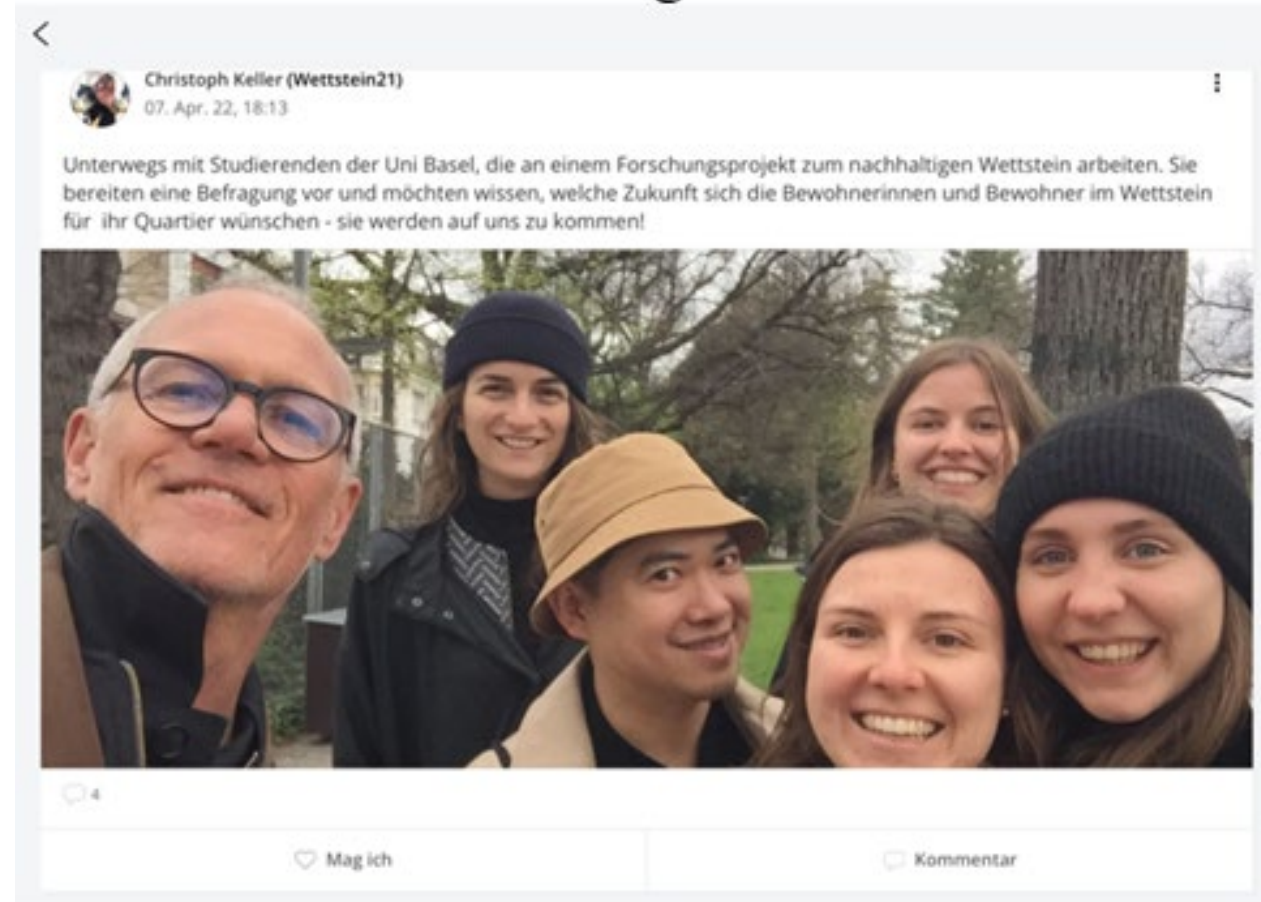 Christoph Keller (Wettstein21)
07. Apr. 22, 18:13
Unterwegs mit Studierenden der Uni Basel, die an einem Forschungsprojekt zum nachhaltigen Wettstein arbeiten. Sie
bereiten eine Befragung vor und möchten wissen, welche Zukunft sich die Bewohnerinnen und Bewohner im Wettstein
für ihr Quartier wünschen - sie werden auf uns zu kommen!
4
Mag ich
Kommentar